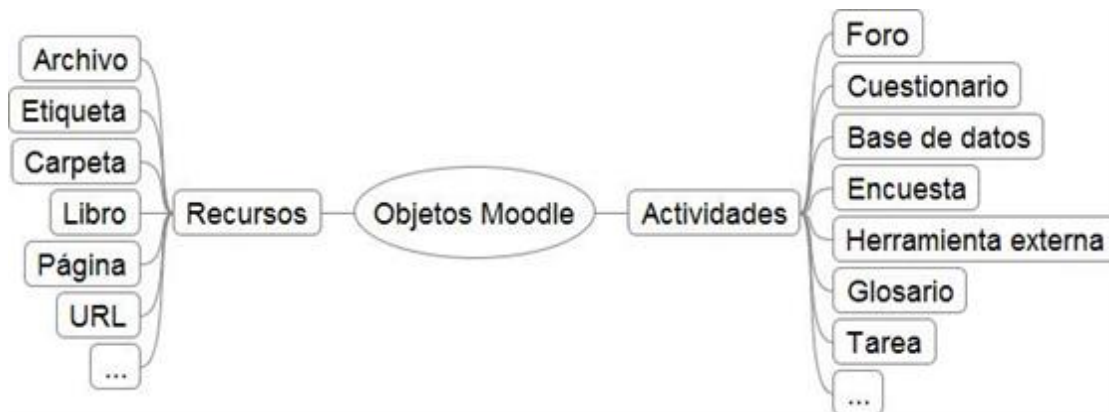 Archivo
Etiqueta
Carpeta
Libro
Página
URL
...
Recursos
Objetos Moodle
Actividades
Foro
Cuestionario
Base de datos
Encuesta
Herramienta externa
Glosario
Tarea
...